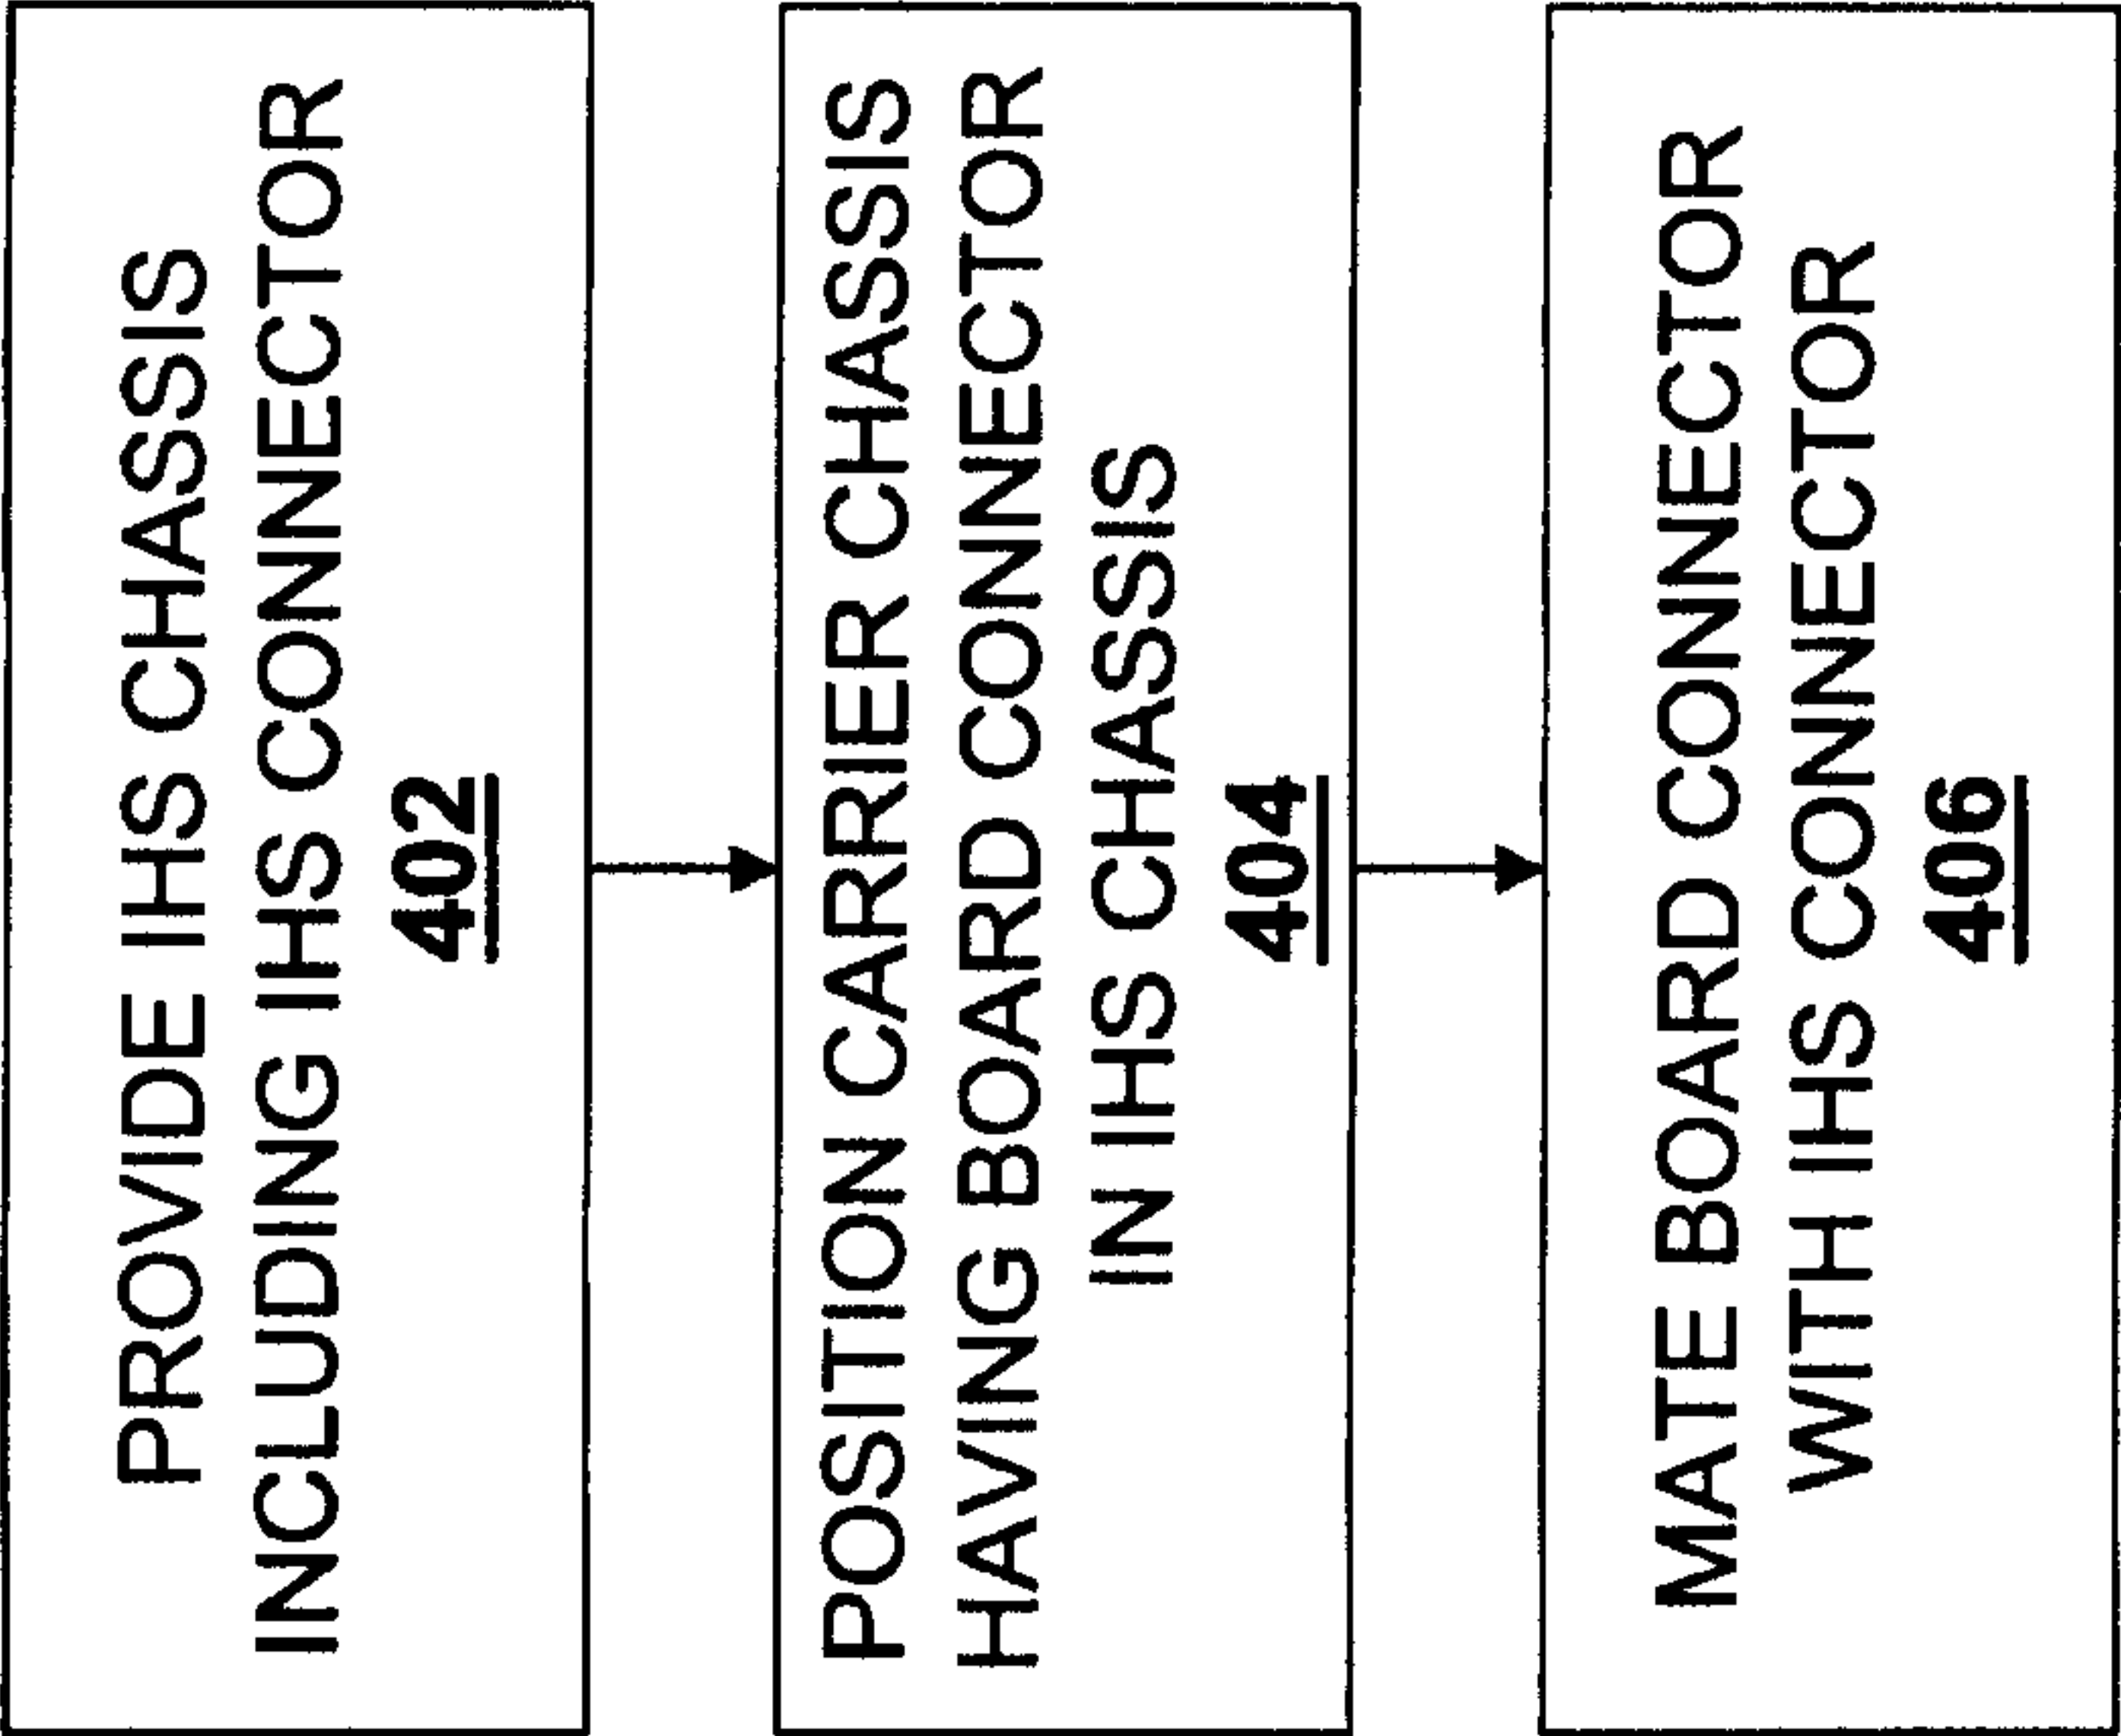 PROVIDE IHS CHASSIS
INCLUDING IHS CONNECTOR
402
POSITION CARRIER CHASSIS
HAVING BOARD CONNECTOR
IN IHS CHASSIS
404
MATE BOARD CONNECTOR
WITH IHS CONNECTOR
406